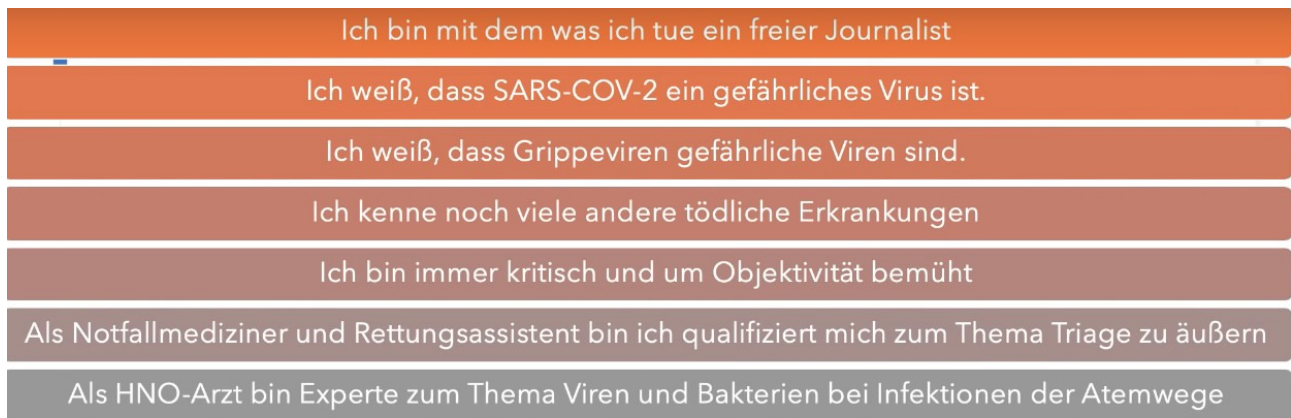 Ich bin mit dem was ich tue ein freier Journalist
Ich weiß, dass SARS-COV-2 ein gefährliches Virus ist.
Ich weiß, dass Grippeviren gefährliche Viren sind.
Ich kenne noch viele andere tödliche Erkrankungen
Ich bin immer kritisch und um Objektivität bemüht
Als Notfallmediziner und Rettungsassistent bin ich qualifiziert mich zum Thema Triage zu äußern
Als HNO-Arzt bin Experte zum Thema Viren und Bakterien bei Infektionen der Atemwege